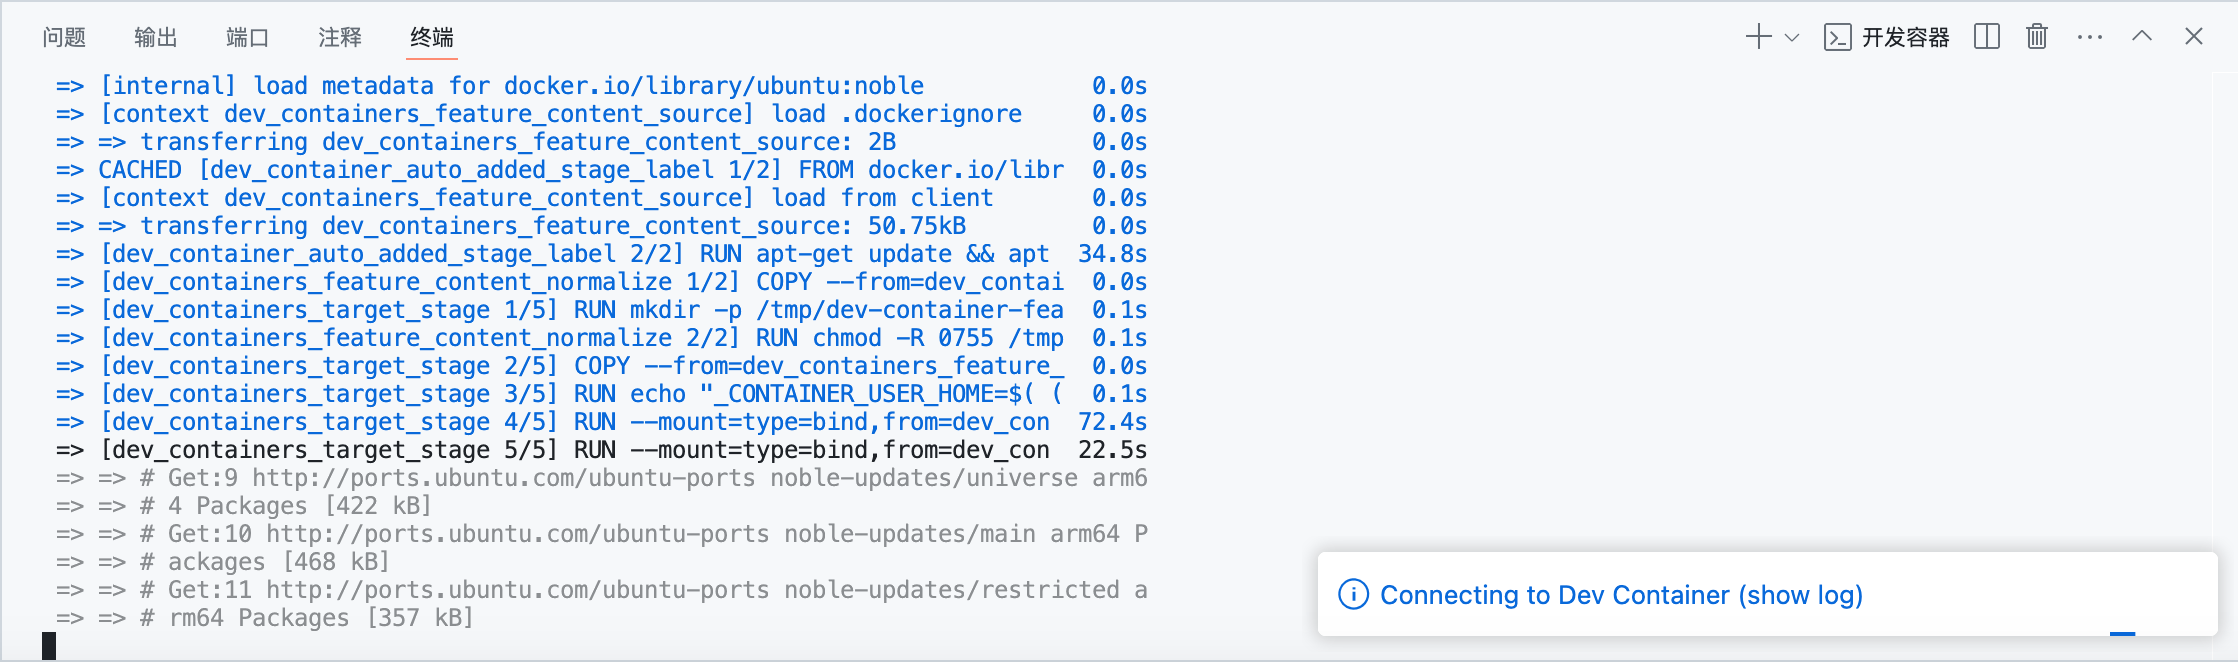 问题 输出 端口 注释 终端 开发容器
=> [internal] load metadata for docker.io/library/ubuntu:noble 0.0s
=> [context dev_containers_feature_content_source] load .dockerignore 0.0s
=> => transferring dev_containers_feature_content_source: 2B 0.0s
=> CACHED [dev_container_auto_added_stage_label 1/2] FROM docker.io/libr 0.0s
=> [context dev_containers_feature_content_source] load from client 0.0s
=> => transferring dev_containers_feature_content_source: 50.75kB 0.0s
=> [dev_container_auto_added_stage_label 2/2] RUN apt-get update && apt 34.8s
=> [dev_containers_feature_content_normalize 1/2] COPY --from=dev_contai 0.0s
=> [dev_containers_target_stage 1/5] RUN mkdir -p /tmp/dev-container-fea 0.1s
=> [dev_containers_feature_content_normalize 2/2] RUN chmod -R 0755 /tmp 0.1s
=> [dev_containers_target_stage 2/5] COPY --from=dev_containers_feature_ 0.0s
=> [dev_containers_target_stage 3/5] RUN echo "_CONTAINER_USER_HOME=$( ( 0.1s
=> [dev_containers_target_stage 4/5] RUN --mount=type=bind,from=dev_con 72.4s
=> [dev_containers_target_stage 5/5] RUN --mount=type=bind,from=dev_con 22.5s
=> => # Get:9 http://ports.ubuntu.com/ubuntu-ports noble-updates/universe arm6
=> => # 4 Packages [422 kB]
=> => # Get:10 http://ports.ubuntu.com/ubuntu-ports noble-updates/main arm64 P
=> => # ackages [468 kB]
=> => # Get:11 http://ports.ubuntu.com/ubuntu-ports noble-updates/restricted a
=> => # rm64 Packages [357 kB]
Connecting to Dev Container (show log)